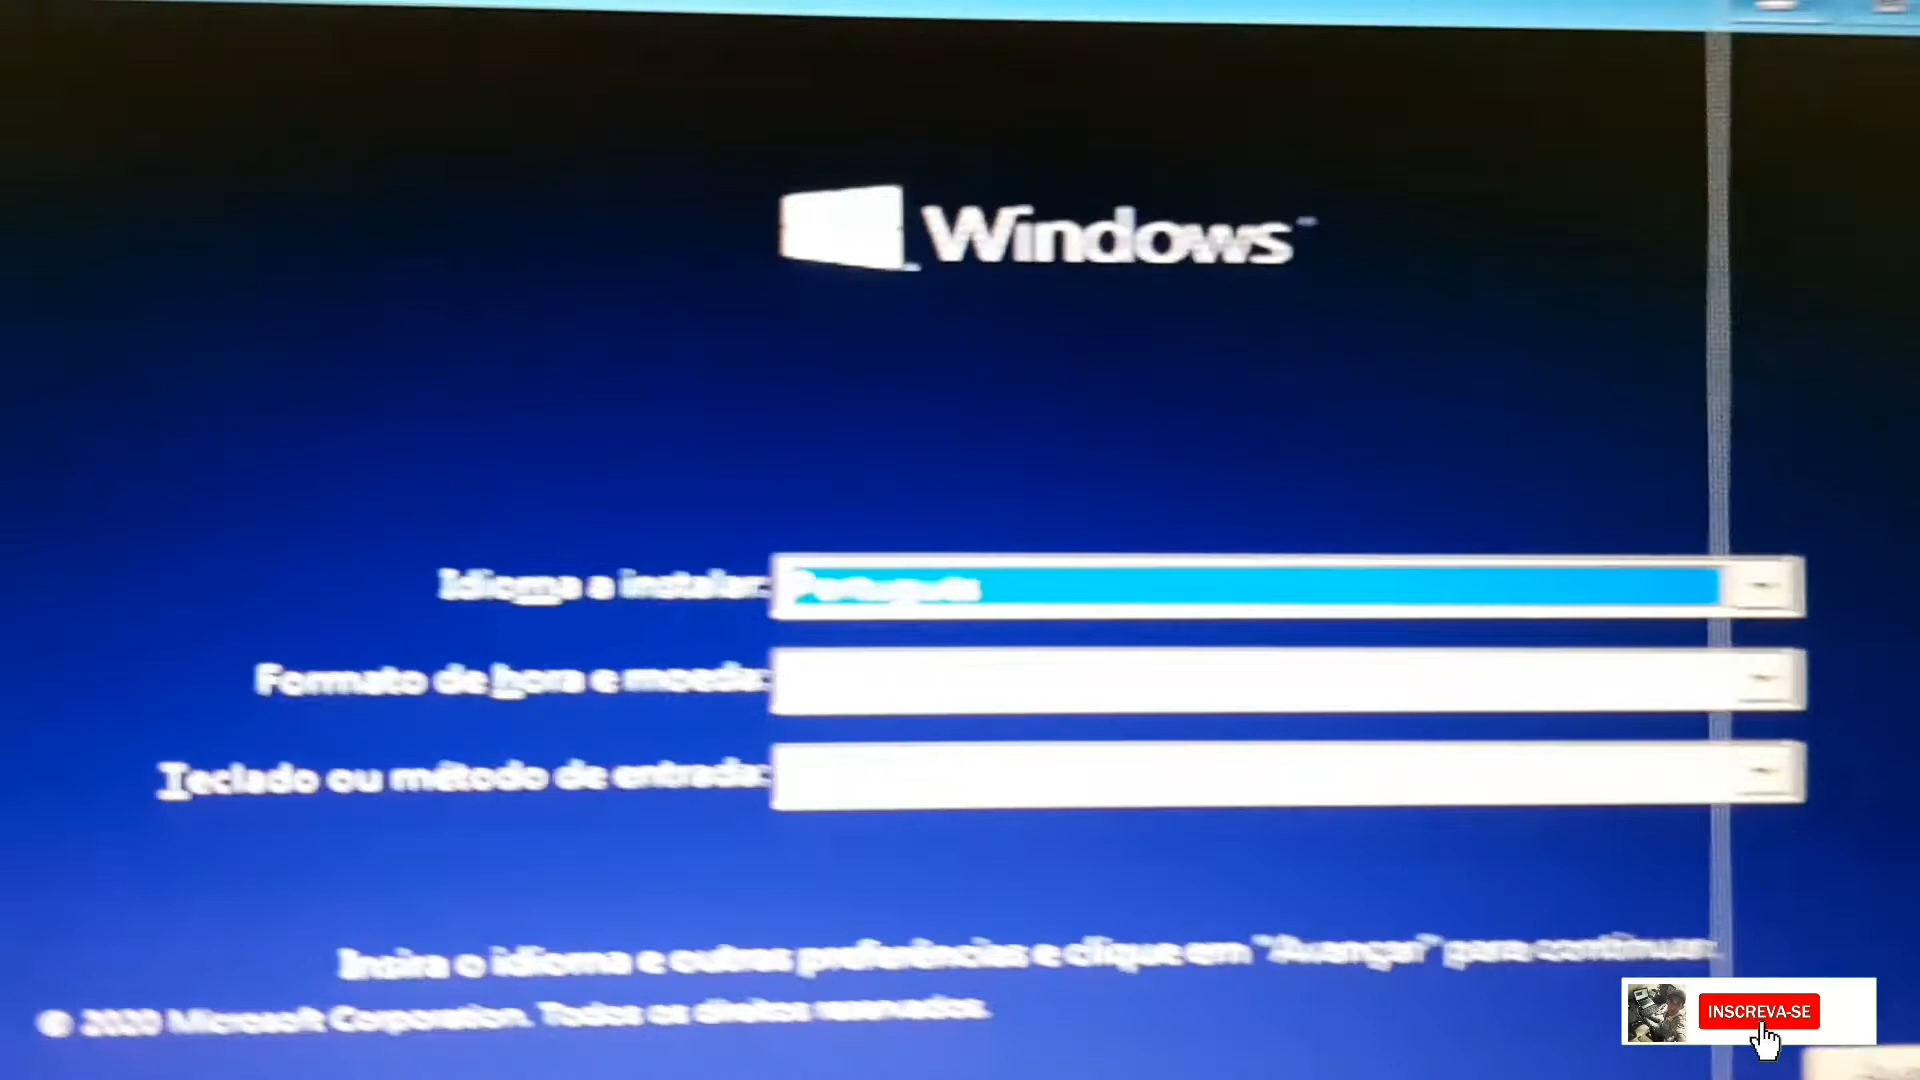 Windows
Idioma a instalar: Português
Formato de hora e moeda:
Teclado ou método de entrada:
Insira o idioma e outras preferências e clique em "Avançar" para continuar.
© 2020 Microsoft Corporation. Todos os direitos reservados.
INSCREVA-SE